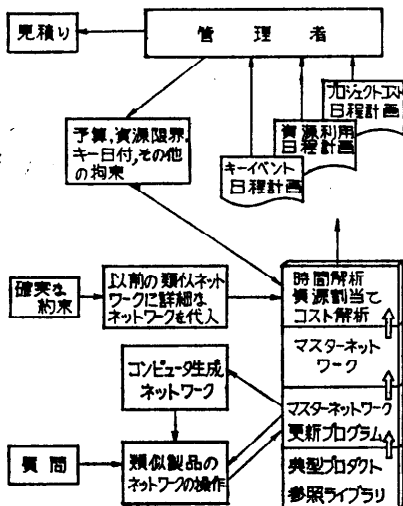 見積り
管理者
プロジェクトコスト
日程計画
資源利用
日程計画
キーイベント
日程計画
予算,資源限界,
キー日付,その他
の拘束
確実な
約束
以前の類似ネット
ワークに詳細な
ネットワークを代入
時間解析
資源割当て
コスト解析
マスターネット
ワーク
コンピュータ生成
ネットワーク
マスターネットワーク
更新プログラム
質問
類似製品の
ネットワークの操作
典型プロダクト
参照ライブラリ